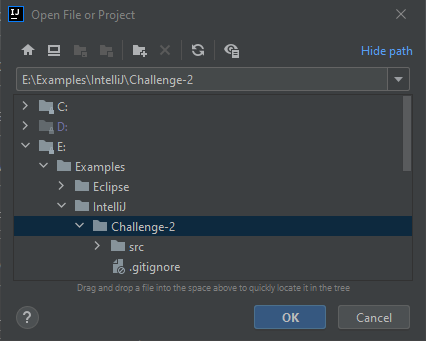 IJ
Open File or Project
Hide path
E:\Examples\IntelliJ\Challenge-2
C:
D:
E:
Examples
Eclipse
IntelliJ
Challenge-2
src
.gitignore
Drag and drop a file into the space above to quickly locate it in the tree
?
OK
Cancel